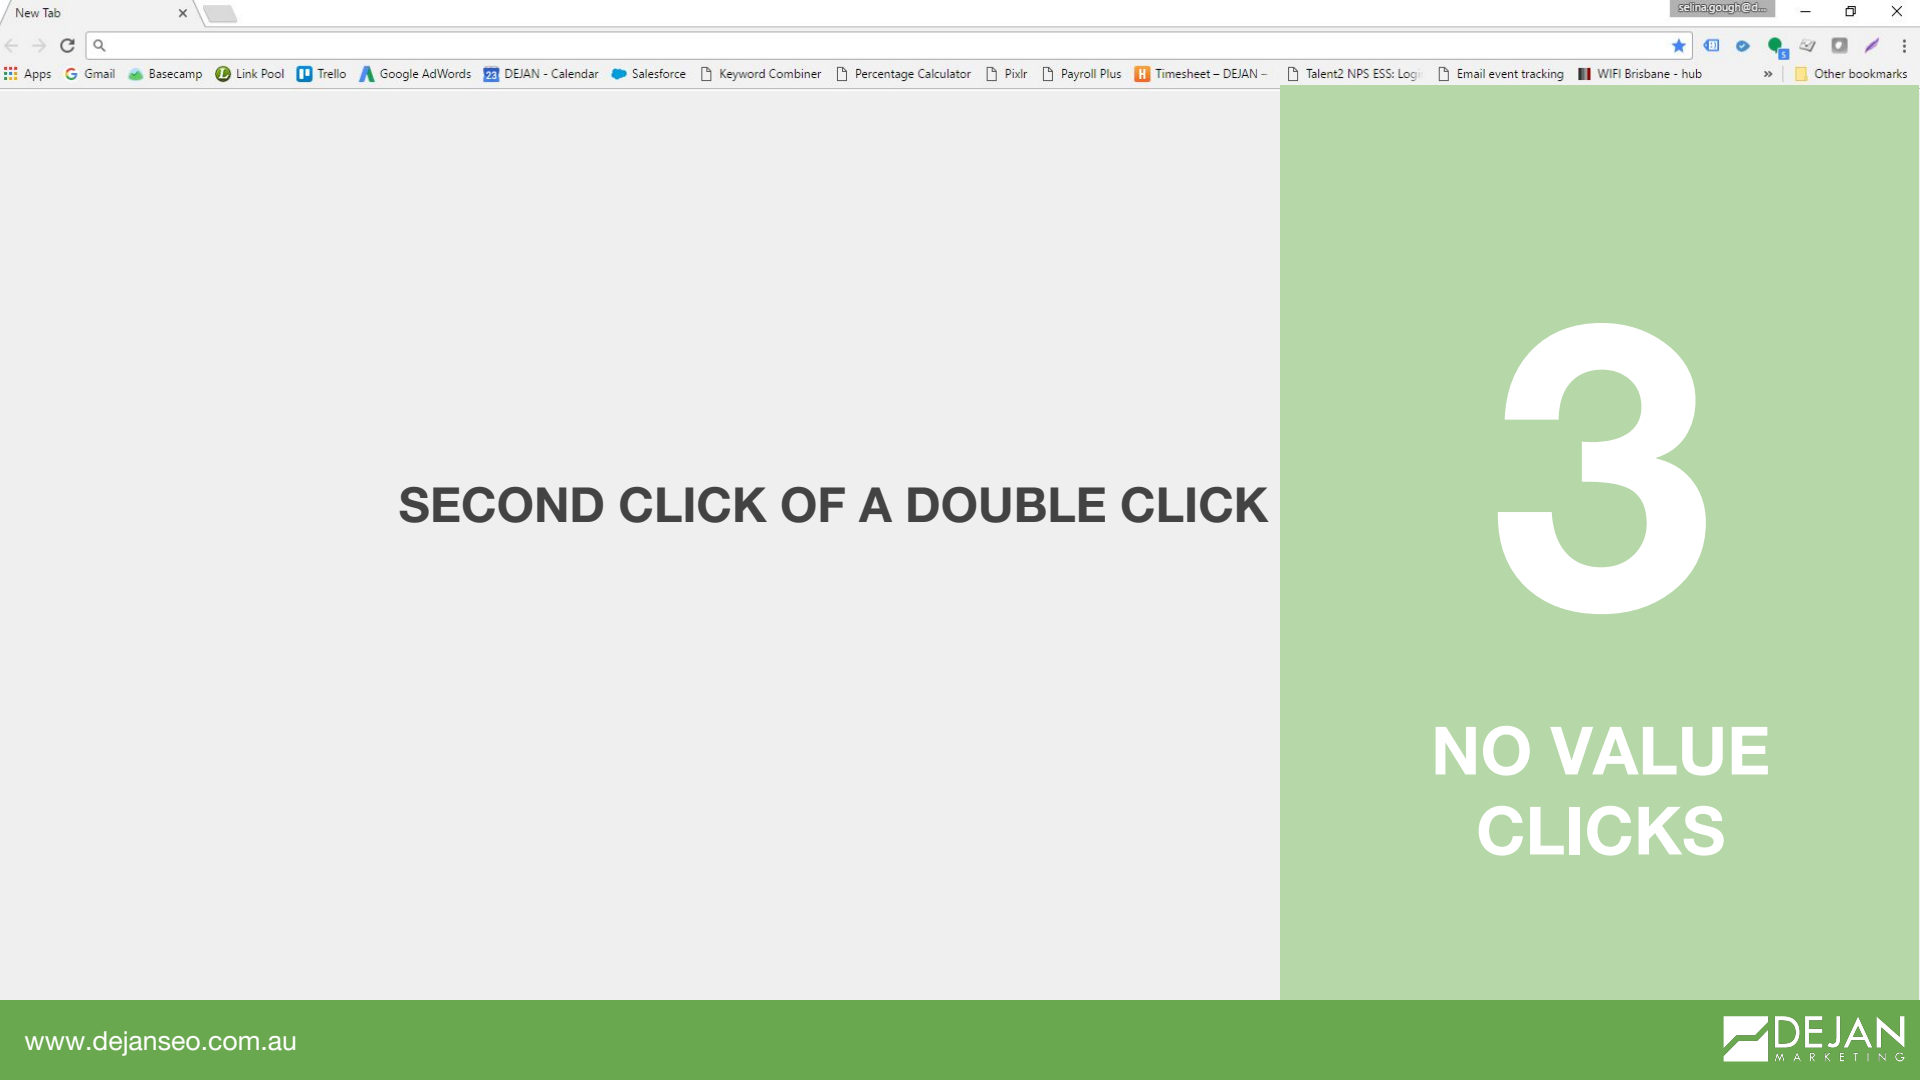 New Tab
selina.gough@d...
Apps Gmail Basecamp Link Pool Trello Google AdWords 23 DEJAN - Calendar Salesforce Keyword Combiner Percentage Calculator Pixlr Payroll Plus H Timesheet – DEJAN – Talent2 NPS ESS: Logi Email event tracking WIFI Brisbane - hub » Other bookmarks
SECOND CLICK OF A DOUBLE CLICK
3
NO VALUE
CLICKS
www.dejanseo.com.au
DEJAN
MARKETING